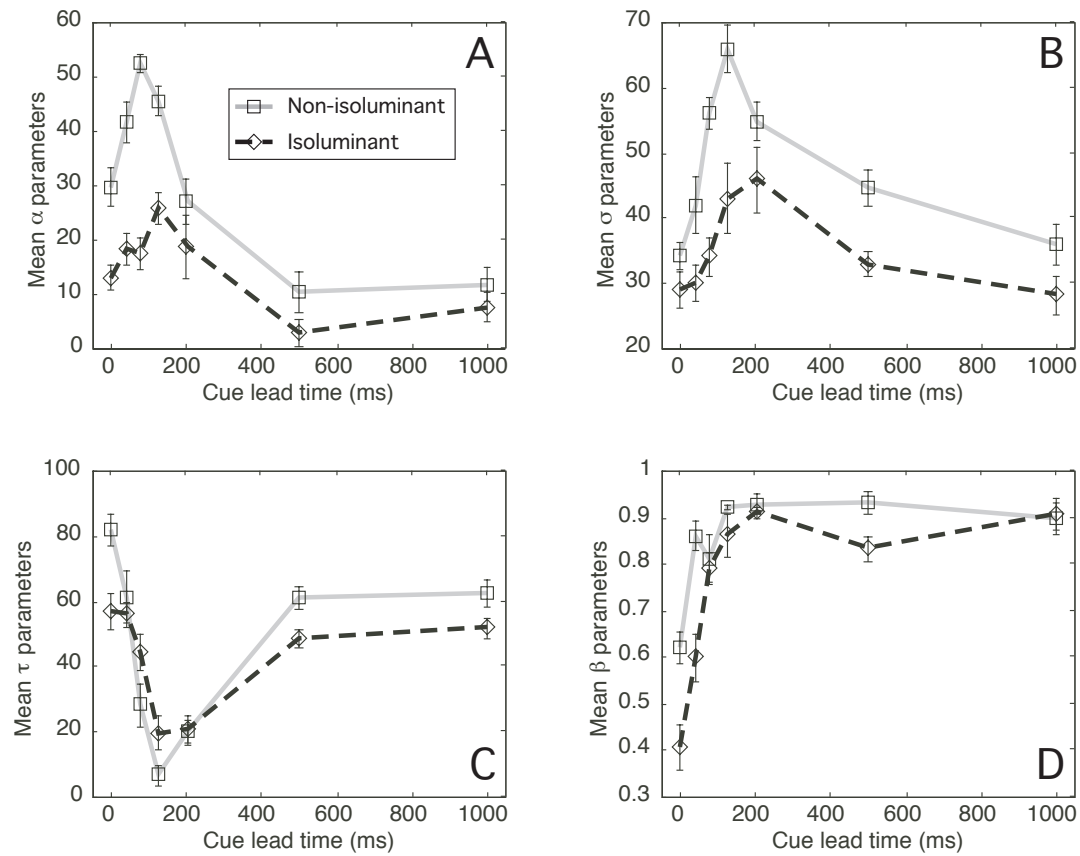 A
Mean α parameters
60
50
40
30
20
10
0
0 200 400 600 800 1000
Cue lead time (ms)
Non-isoluminant
Isoluminant
B
Mean σ parameters
70
60
50
40
30
20
0 200 400 600 800 1000
Cue lead time (ms)
C
Mean τ parameters
100
80
60
40
20
0
0 200 400 600 800 1000
Cue lead time (ms)
D
Mean β parameters
1
0.9
0.8
0.7
0.6
0.5
0.4
0.3
0 200 400 600 800 1000
Cue lead time (ms)